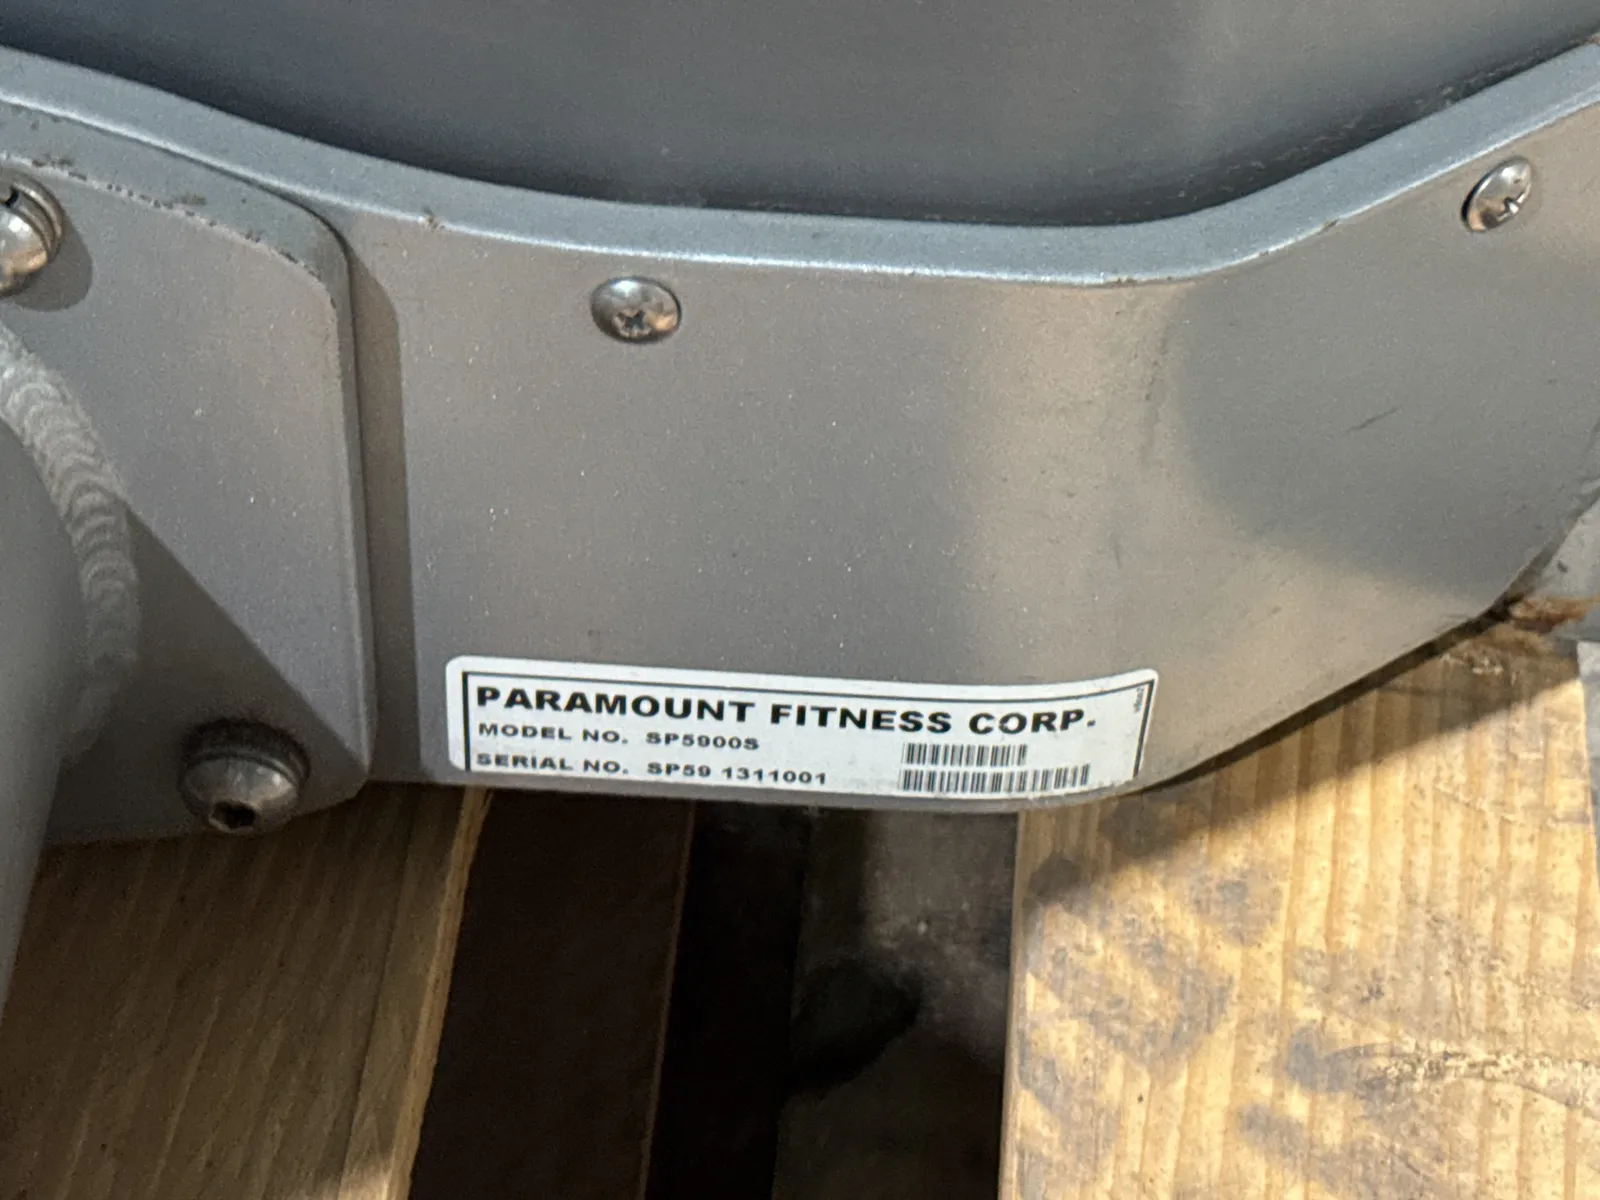 PARAMOUNT FITNESS CORP.
MODEL NO. SP5900S
SERIAL NO. SP59 1311001